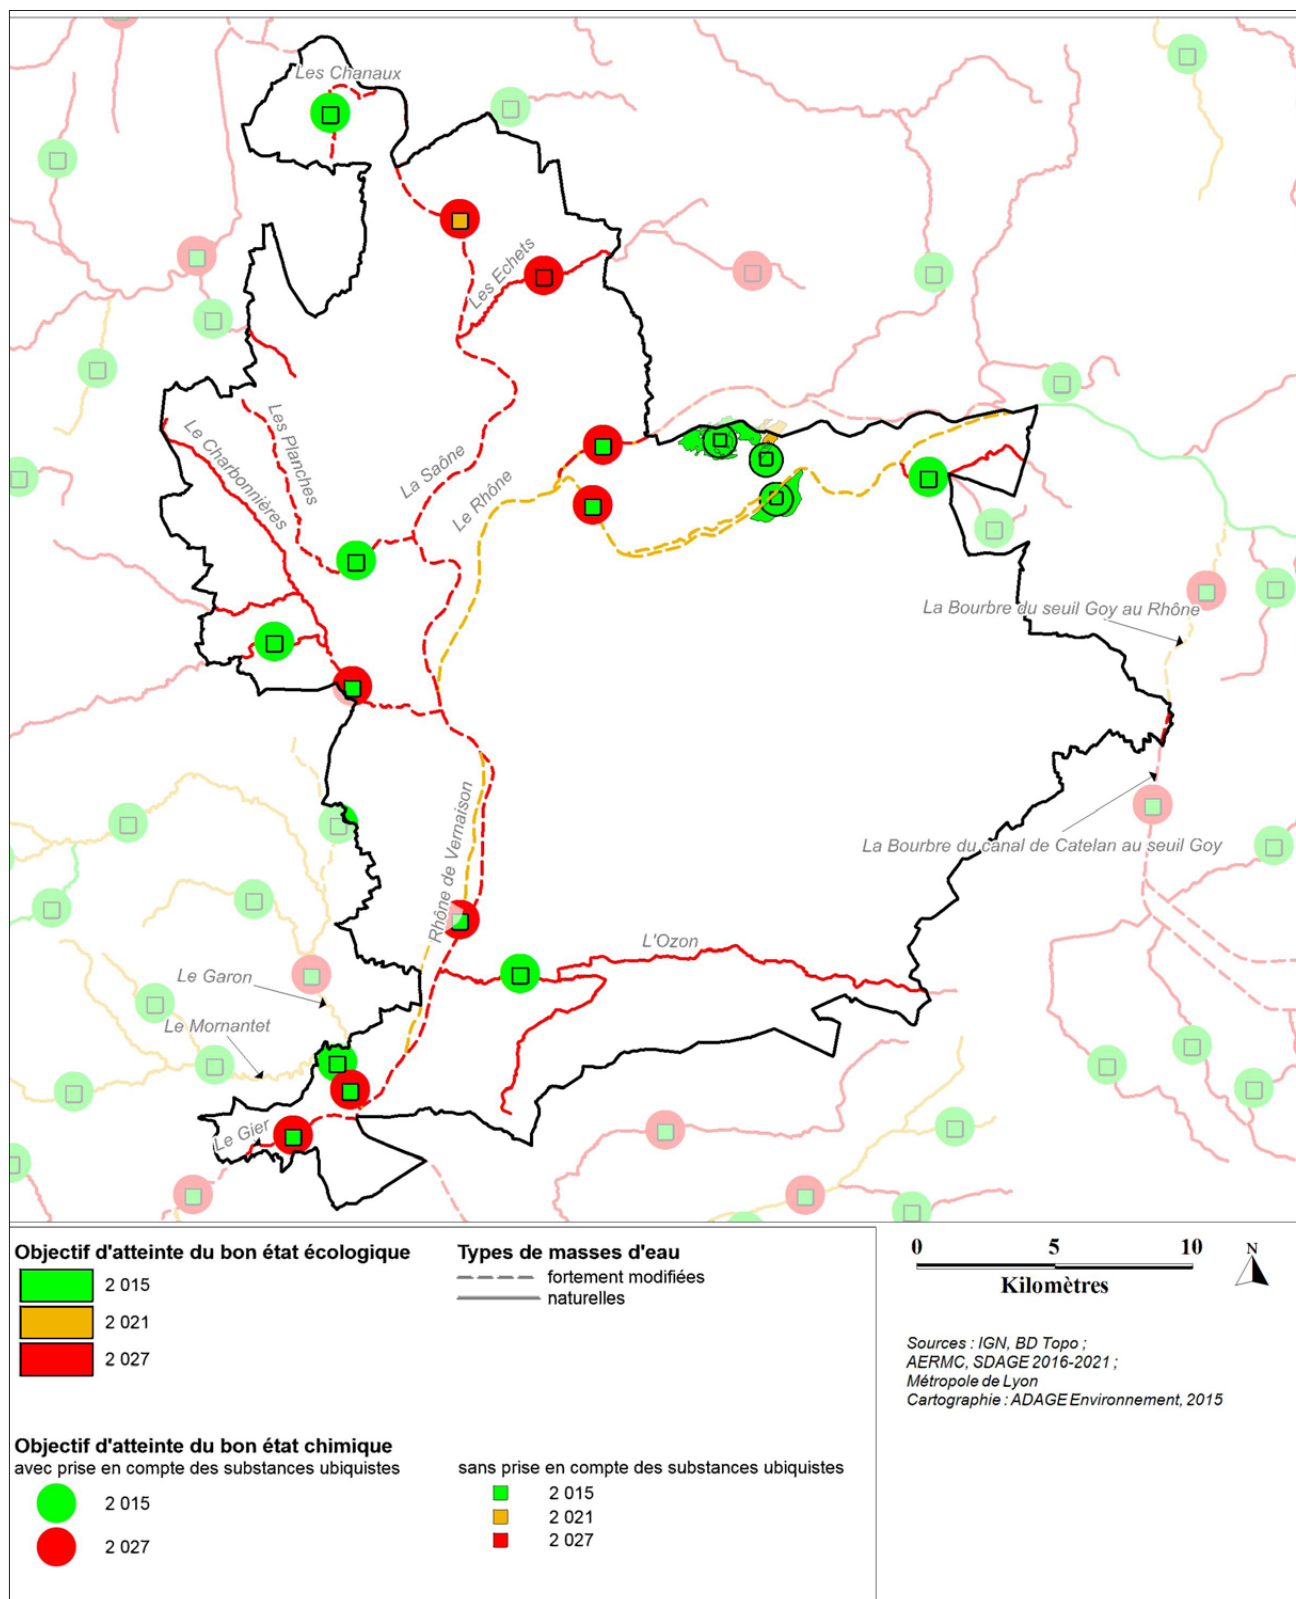 Les Chanaux
Les Echets
Les Planches
Le Charbonnières
La Saône
Le Rhône
La Bourbre du seuil Goy au Rhône
Rhône de Vernaison
La Bourbre du canal de Catelan au seuil Goy
L'Ozon
Le Garon
Le Mornantet
Le Gier
Objectif d'atteinte du bon état écologique
2 015
2 021
2 027
Types de masses d'eau
fortement modifiées
naturelles
0 5 10
Kilomètres
N
Sources : IGN, BD Topo ;
AERMC, SDAGE 2016-2021 ;
Métropole de Lyon
Cartographie : ADAGE Environnement, 2015
Objectif d'atteinte du bon état chimique
avec prise en compte des substances ubiquistes
2 015
2 027
sans prise en compte des substances ubiquistes
2 015
2 021
2 027